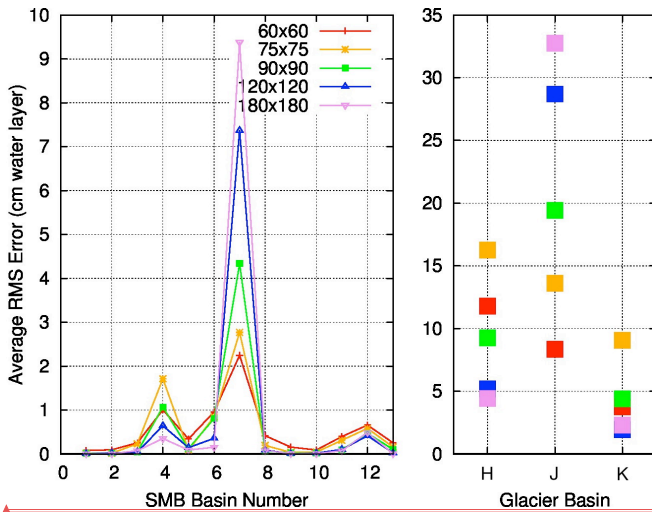 60x60
75x75
90x90
120x120
180x180
Average RMS Error (cm water layer)
10
9
8
7
6
5
4
3
2
1
0
0 2 4 6 8 10 12
SMB Basin Number
35
30
25
20
15
10
5
0
H J K
Glacier Basin